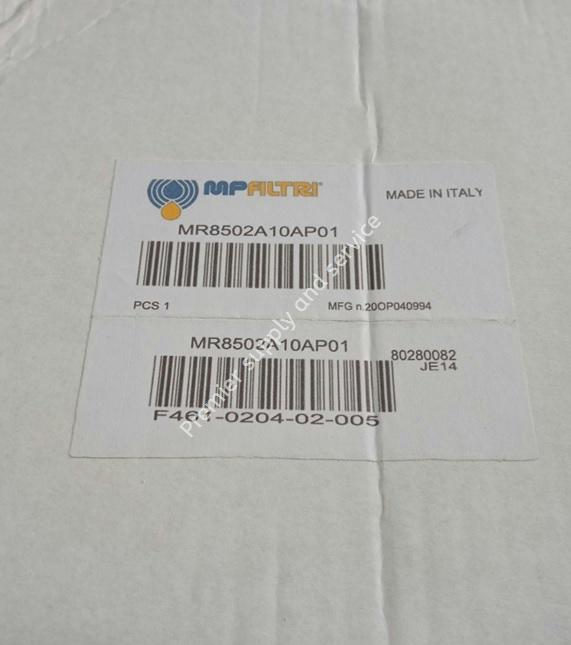 MPFILTRI®
MADE IN ITALY
MR8502A10AP01
PCS 1
MFG n.20OP040994
MR8502A10AP01
80280082
JE14
-0204-02-005
Premier supply and service